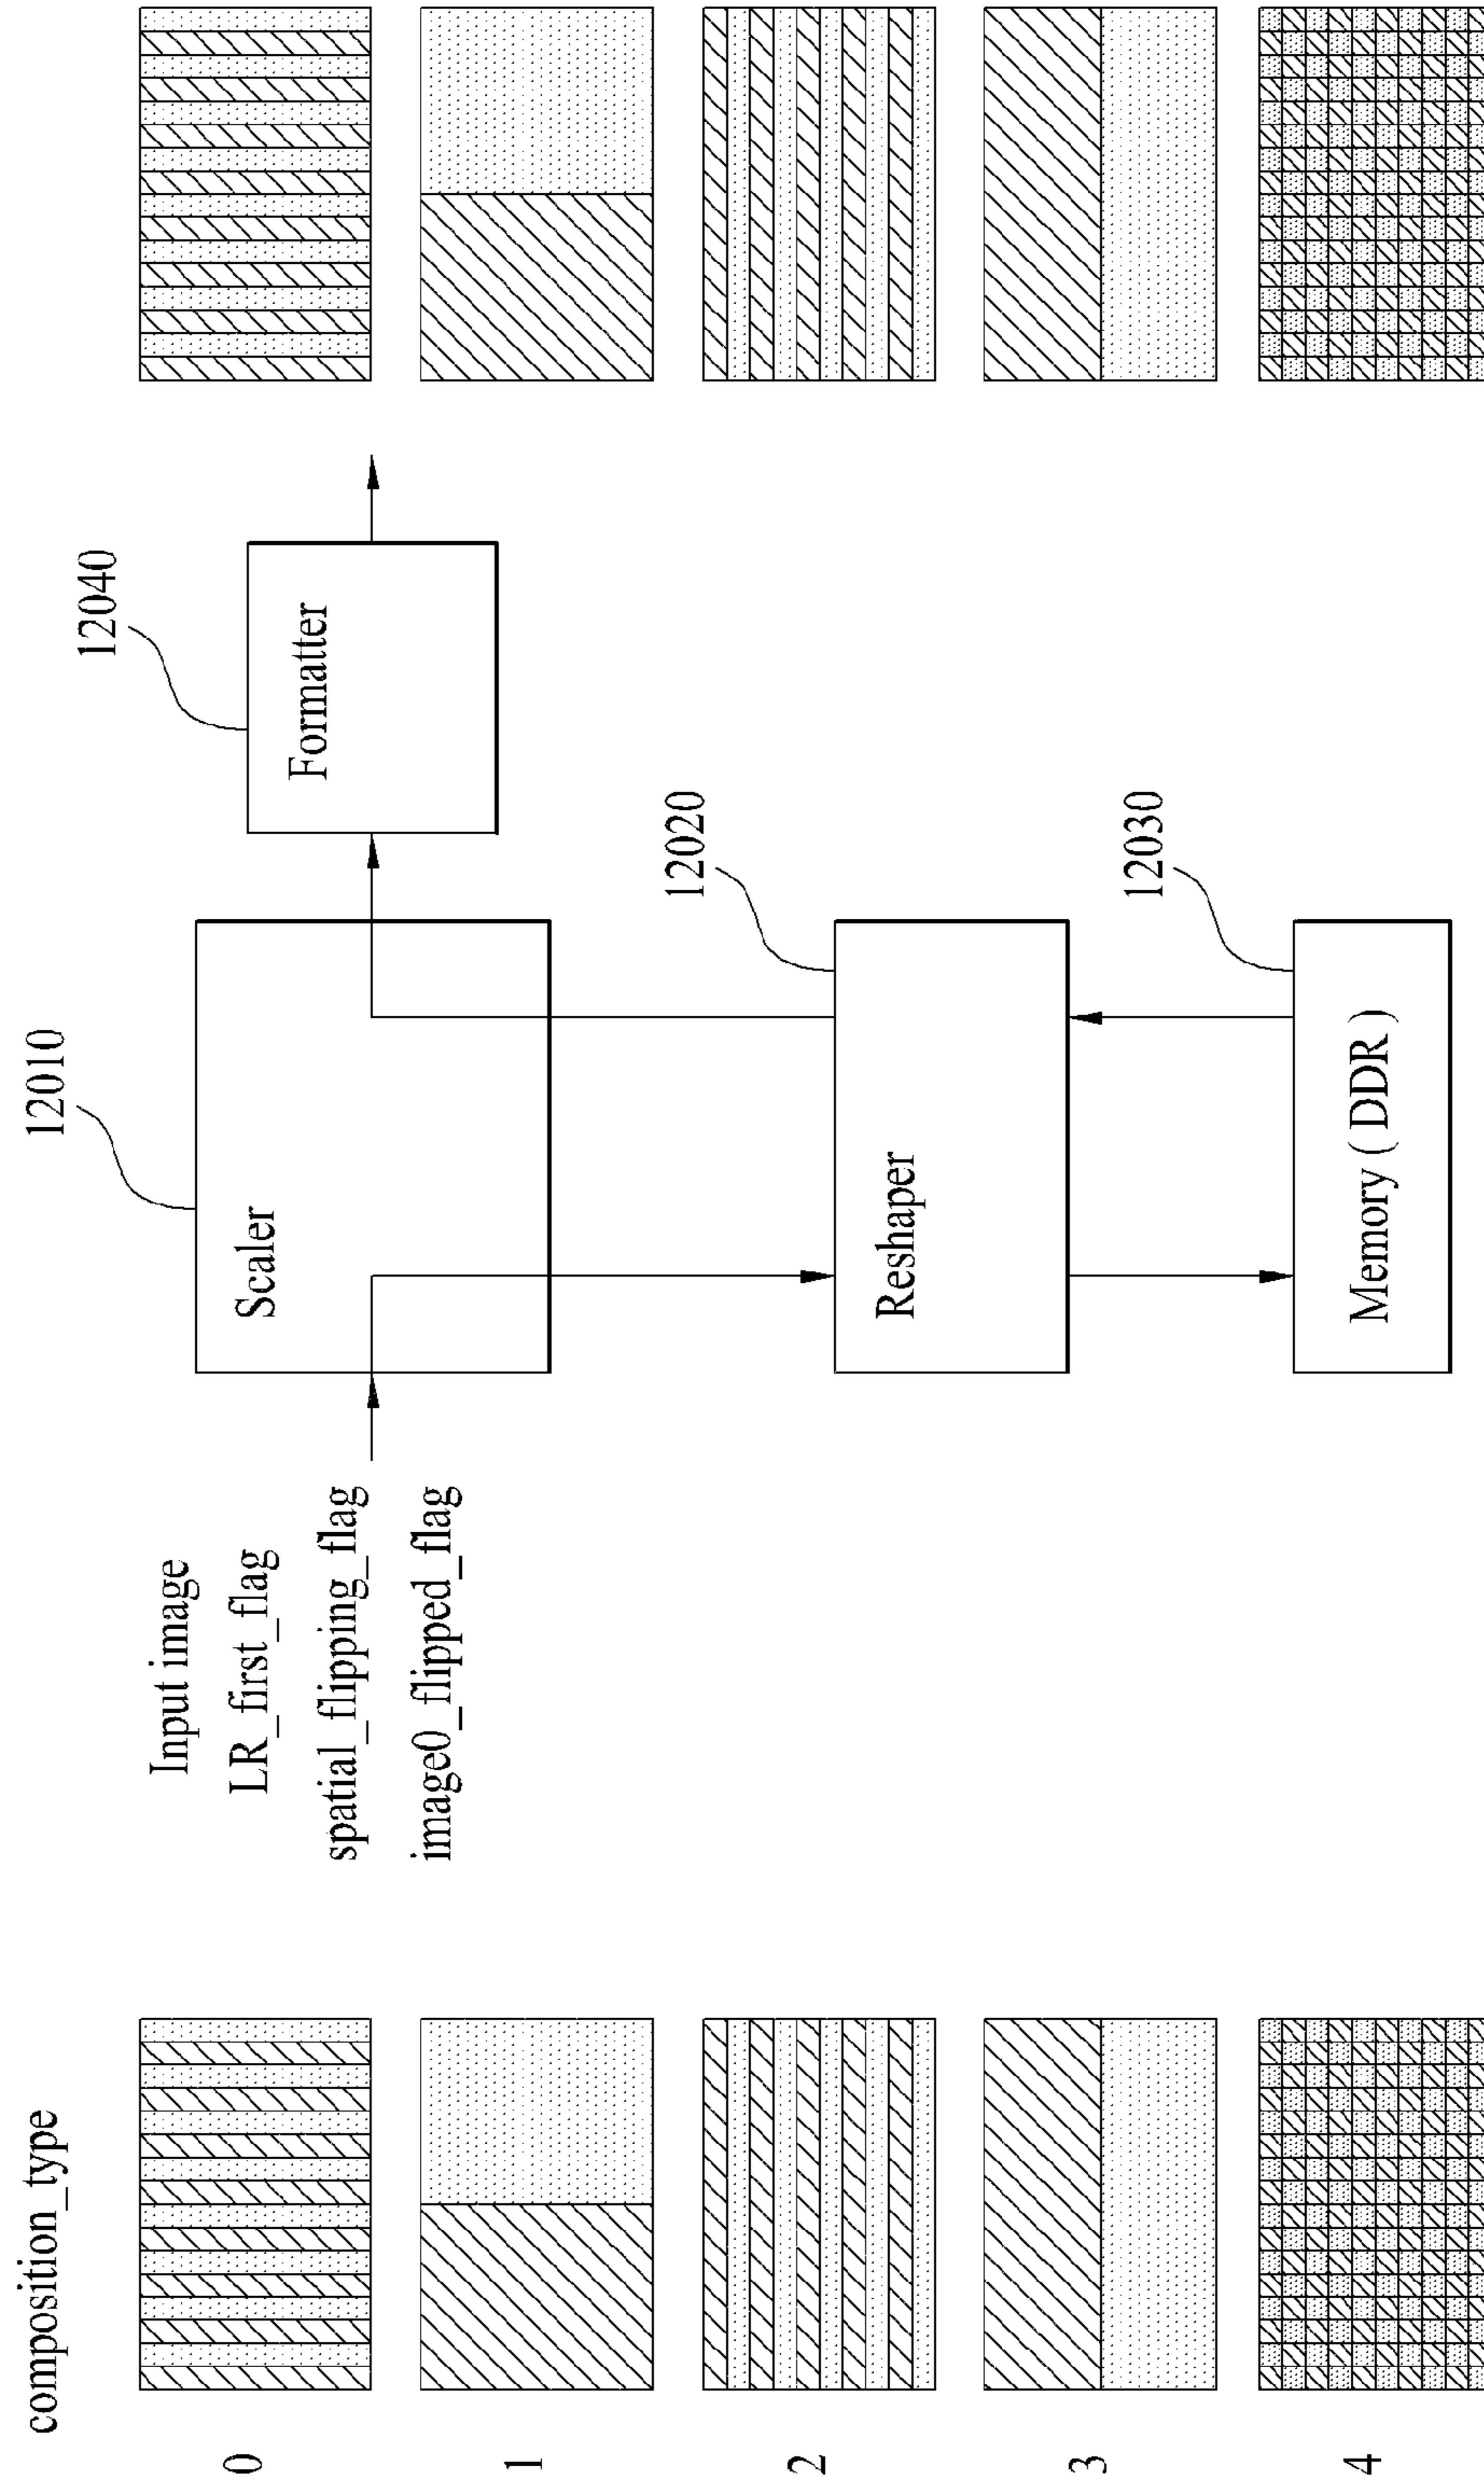 composition_type
0
1
2
3
4
Input image
LR_first_flag
spatial_flipping_flag
image0_flipped_flag
12010
Scaler
12020
Reshaper
12030
Memory ( DDR )
12040
Formatter